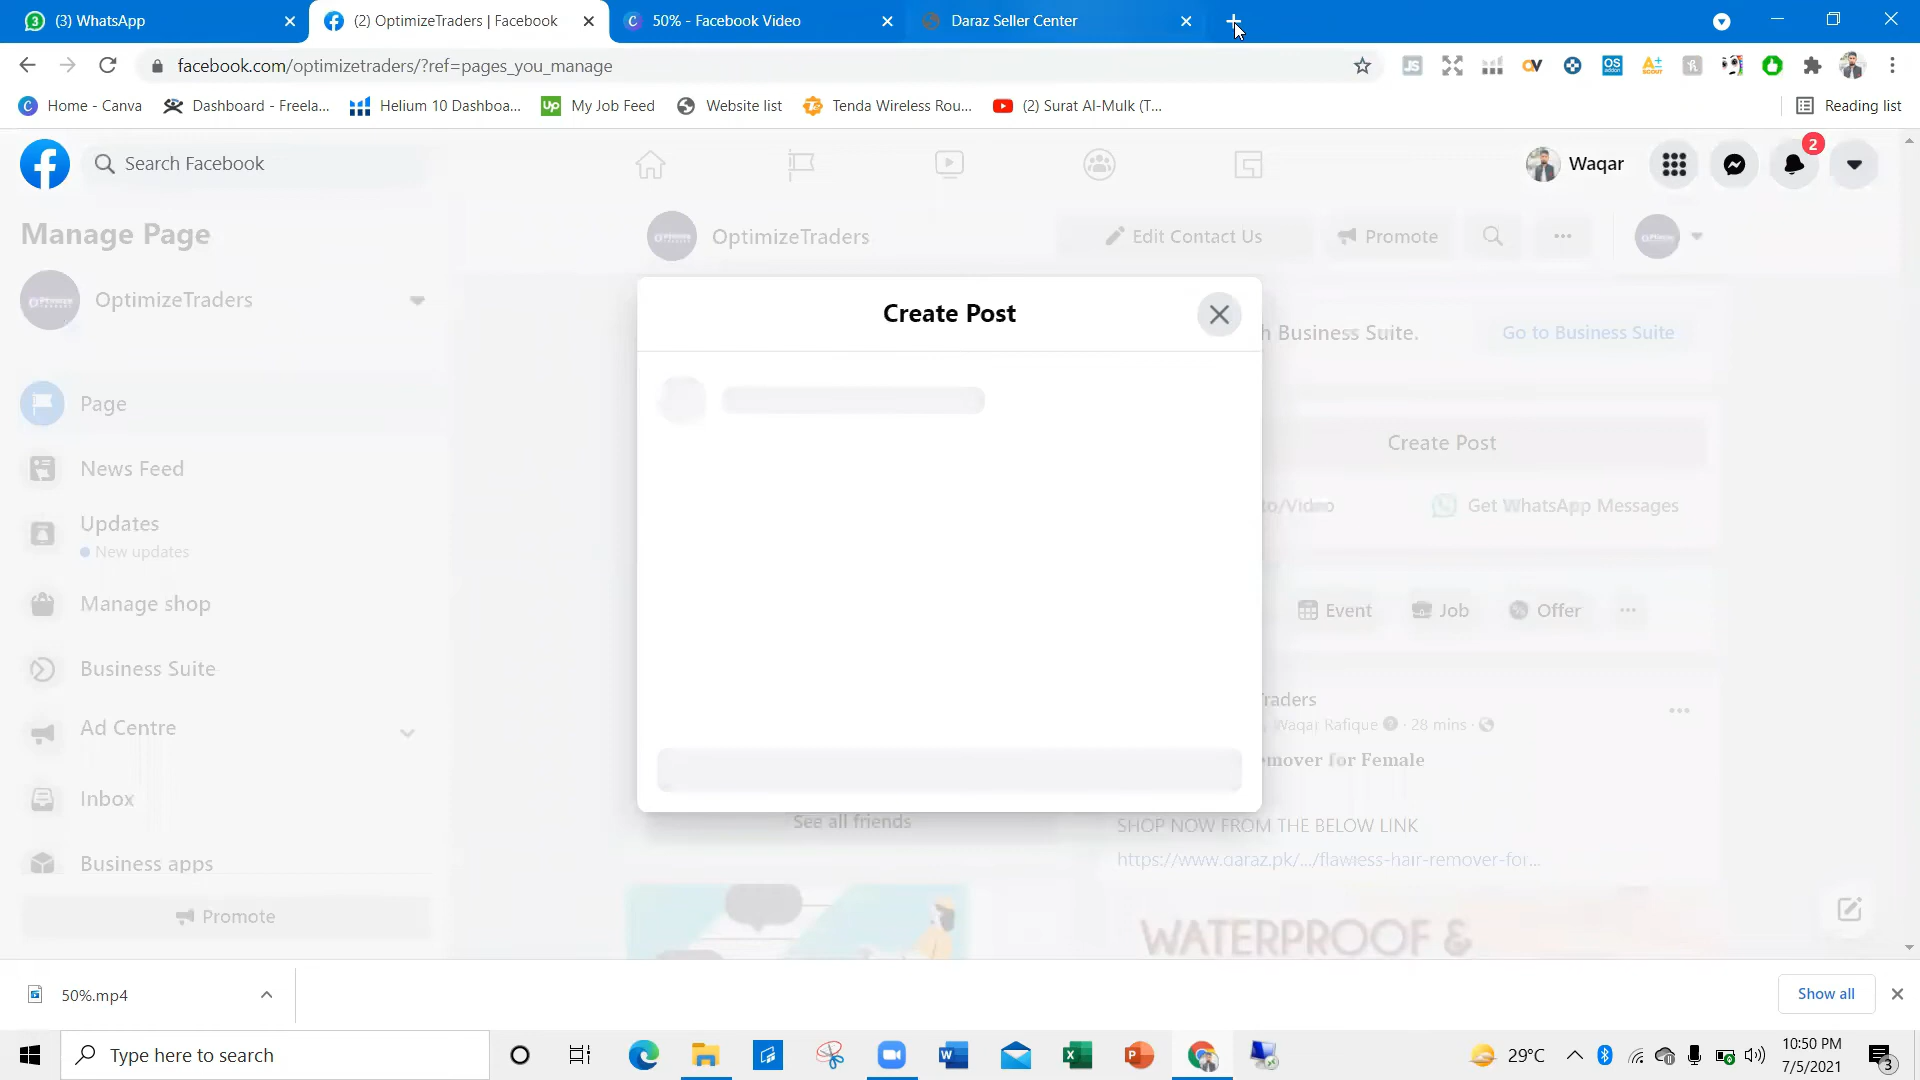 (3) WhatsApp
(2) OptimizeTraders | Facebook
50% - Facebook Video
Daraz Seller Center
facebook.com/optimizetraders/?ref=pages_you_manage
Home - Canva
Dashboard - Freela...
Helium 10 Dashboa...
My Job Feed
Website list
Tenda Wireless Rou...
(2) Surat Al-Mulk (T...
Reading list
Search Facebook
Waqar
2
Manage Page
OptimizeTraders
Edit Contact Us
Promote
OptimizeTraders
Create Post
h Business Suite.
Go to Business Suite
Page
Create Post
News Feed
to/Video
Get WhatsApp Messages
Updates
New updates
Manage shop
Event
Job
Offer
Business Suite
Traders
Waqar Rafique · 28 mins ·
Ad Centre
mover for Female
Inbox
See all friends
SHOP NOW FROM THE BELOW LINK
https://www.daraz.pk/.../flawless-hair-remover-for...
Business apps
Promote
WATERPROOF &
50%.mp4
Show all
Type here to search
29°C
10:50 PM
7/5/2021
3